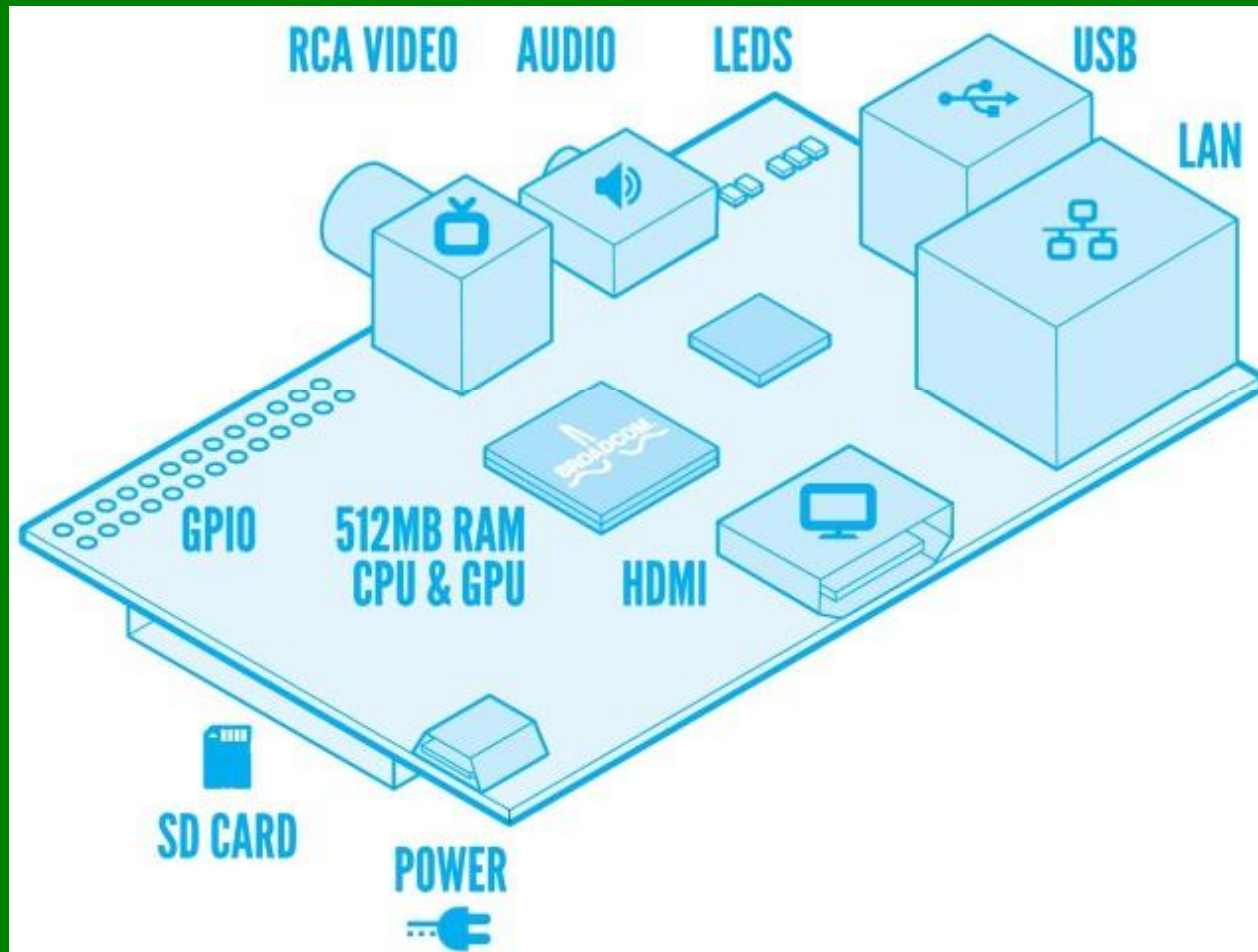 RCA VIDEO AUDIO LEDS USB
LAN
BROADCOM
GPIO
512MB RAM
CPU & GPU
HDMI
SD CARD
POWER